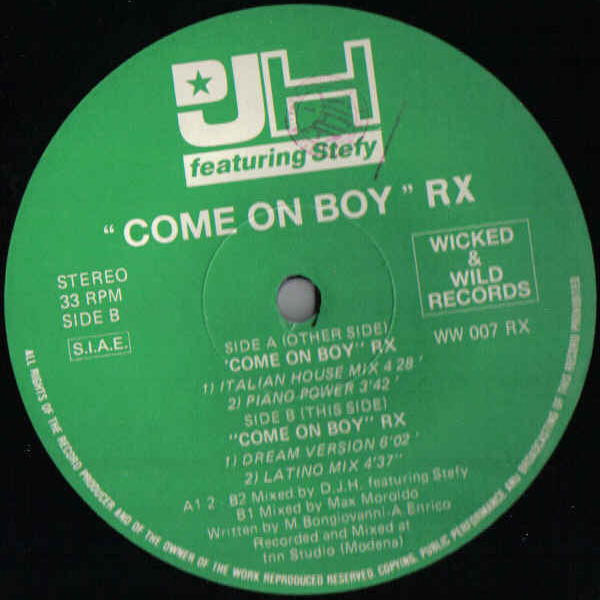 DJH
featuring Stefy
" COME ON BOY " RX
STEREO
33 RPM
SIDE B
S.I.A.E.
WICKED
&
WILD
RECORDS
WW 007 RX
SIDE A (OTHER SIDE)
"COME ON BOY" RX
1) ITALIAN HOUSE MIX 4'28'
2) PIANO POWER 3'42'
SIDE B (THIS SIDE)
"COME ON BOY" RX
1) DREAM VERSION 6'02'
2) LATINO MIX 4'37"
A1 2 - B2 Mixed by D.J.H. featuring Stefy
B1 Mixed by Max Moroldo
Written by M Bongiovanni-A Enrico
Recorded and Mixed at
Inn Studio (Modena)
ALL RIGHTS OF THE RECORD PRODUCER AND OF THE OWNER OF THE WORK REPRODUCED RESERVED. COPYING, PUBLIC PERFORMANCE AND BROADCASTING OF THIS RECORD PROHIBITED